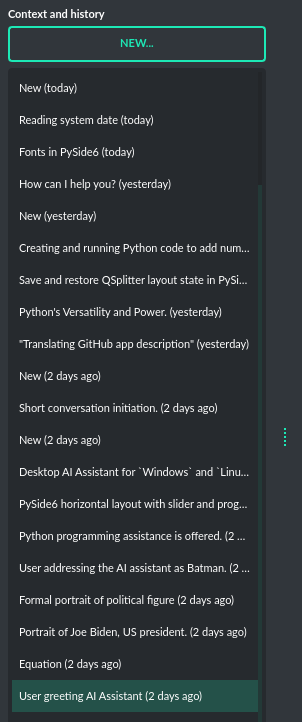 Context and history
NEW...
New (today)
Reading system date (today)
Fonts in PySide6 (today)
How can I help you? (yesterday)
New (yesterday)
Creating and running Python code to add num...
Save and restore QSplitter layout state in PySi...
Python's Versatility and Power. (yesterday)
"Translating GitHub app description" (yesterday)
New (2 days ago)
Short conversation initiation. (2 days ago)
New (2 days ago)
Desktop AI Assistant for `Windows` and `Linu...
PySide6 horizontal layout with slider and prog...
Python programming assistance is offered. (2 ...
User addressing the AI assistant as Batman. (2 ...
Formal portrait of political figure (2 days ago)
Portrait of Joe Biden, US president. (2 days ago)
Equation (2 days ago)
User greeting AI Assistant (2 days ago)